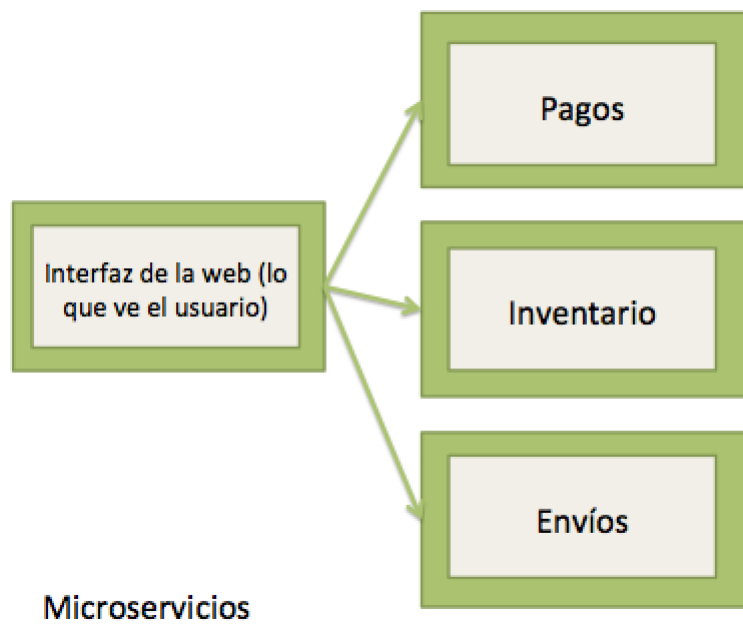 Pagos
Interfaz de la web (lo
que ve el usuario)
Inventario
Envíos
Microservicios